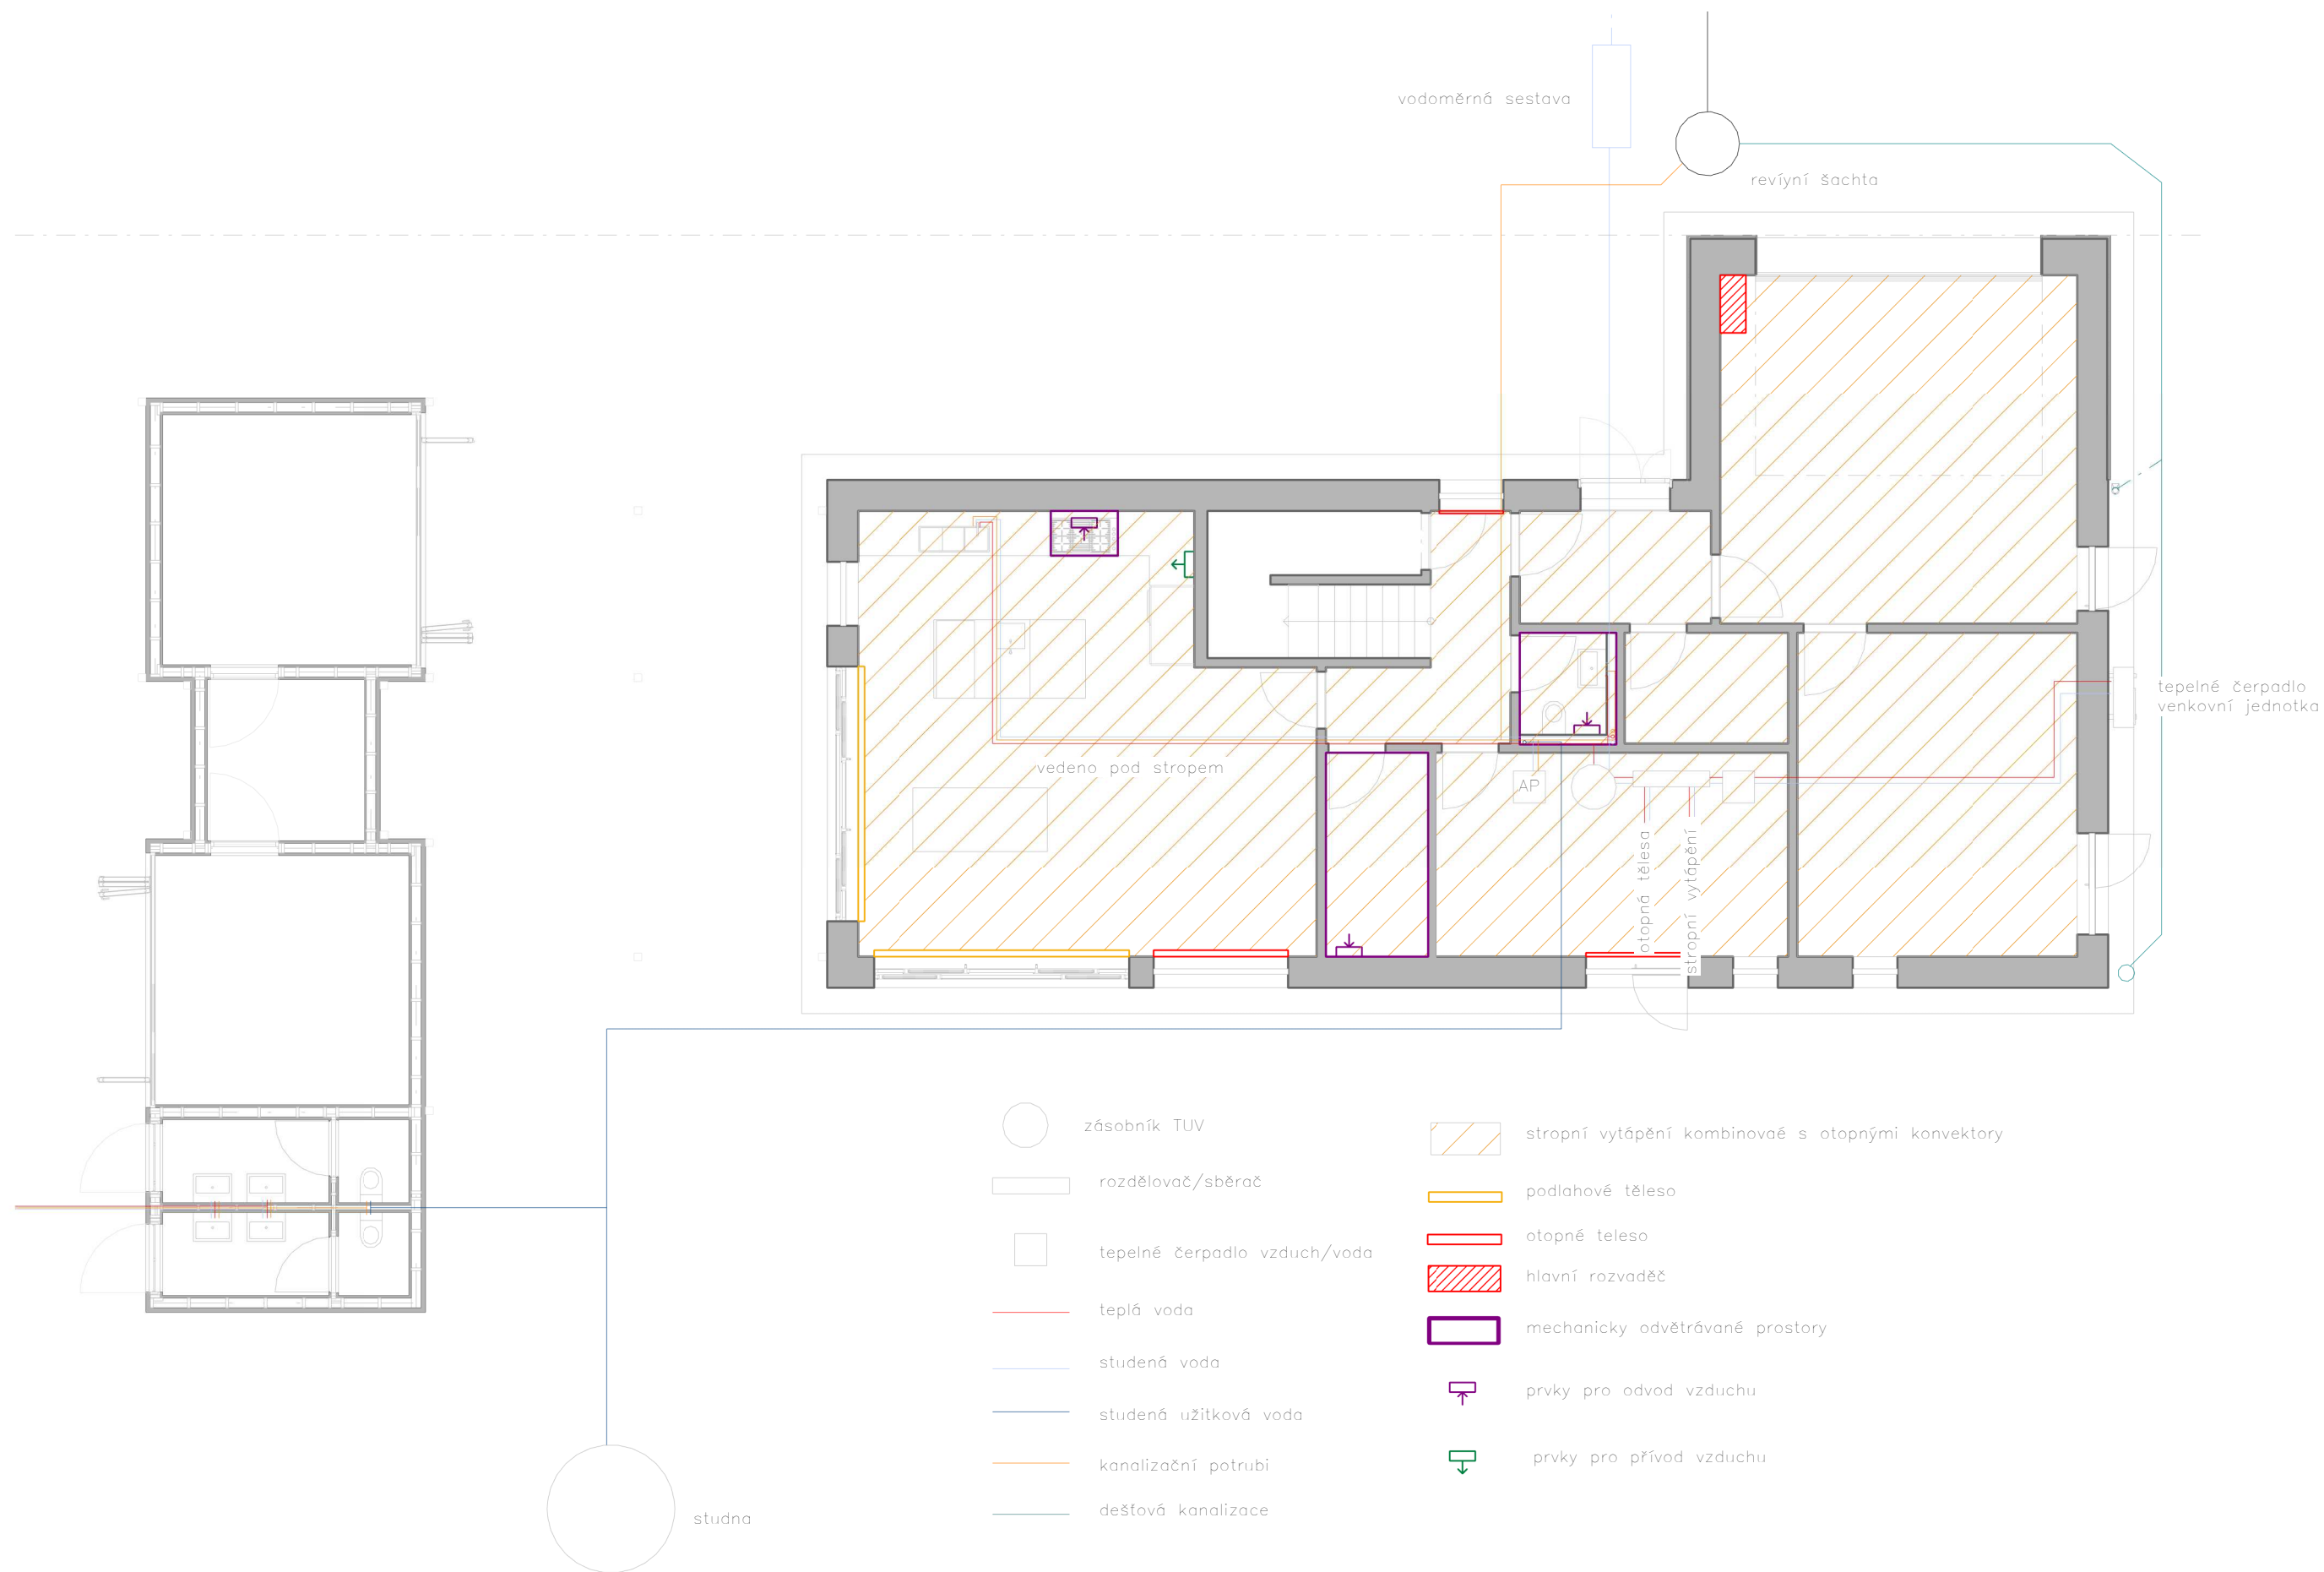 vodoměrná sestava
revíyní šachta
tepelné čerpadlo
venkovní jednotka
vedeno pod stropem
AP
otopná tělesa
stropní vytápění
zásobník TUV
rozdělovač/sběrač
tepelné čerpadlo vzduch/voda
teplá voda
studená voda
studená užitková voda
kanalizační potrubi
dešťová kanalizace
stropní vytápění kombinovaé s otopnými konvektory
podlahové těleso
otopné teleso
hlavní rozvaděč
mechanicky odvětrávané prostory
prvky pro odvod vzduchu
prvky pro přívod vzduchu
studna